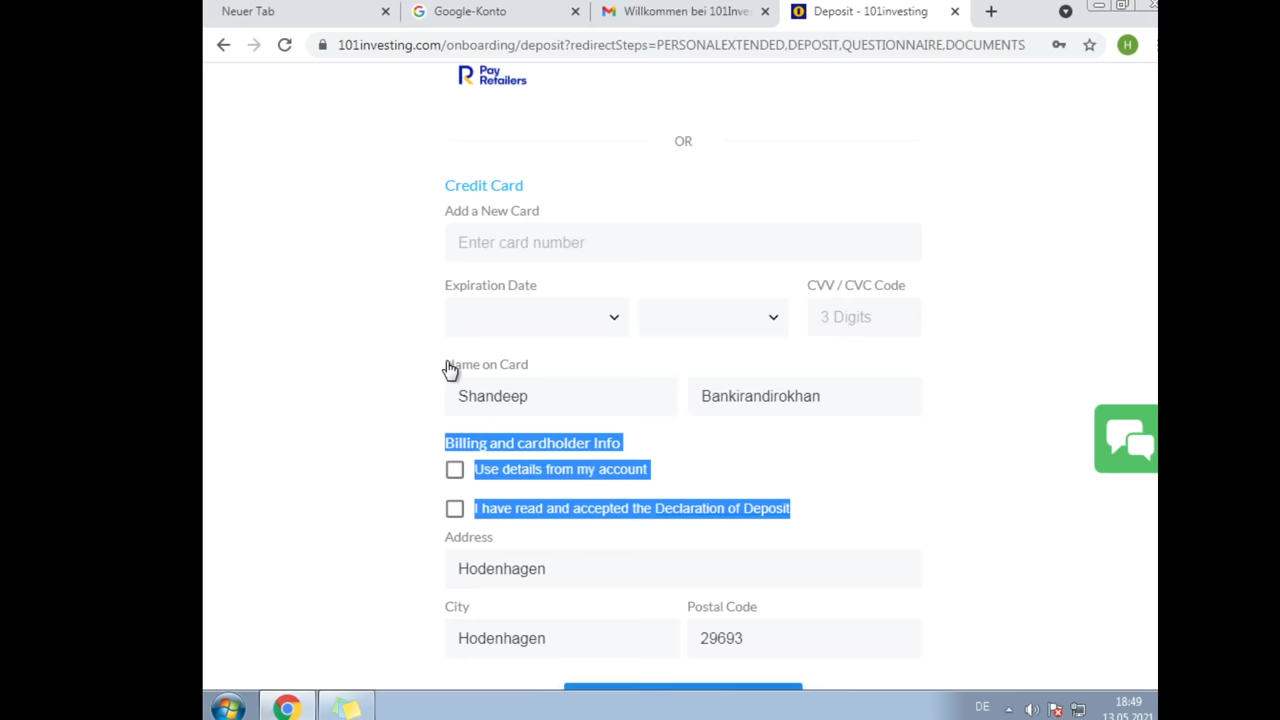 Neuer Tab
Google-Konto
Willkommen bei 101Inve
Deposit - 101investing
101investing.com/onboarding/deposit?redirectSteps=PERSONALEXTENDED,DEPOSIT,QUESTIONNAIRE,DOCUMENTS
H
Pay
Retailers
OR
Credit Card
Add a New Card
Enter card number
Expiration Date
CVV / CVC Code
3 Digits
Name on Card
Shandeep
Bankirandirokhan
Billing and cardholder Info
Use details from my account
I have read and accepted the Declaration of Deposit
Address
Hodenhagen
City
Postal Code
Hodenhagen
29693
DE
18:49
13.05.2021